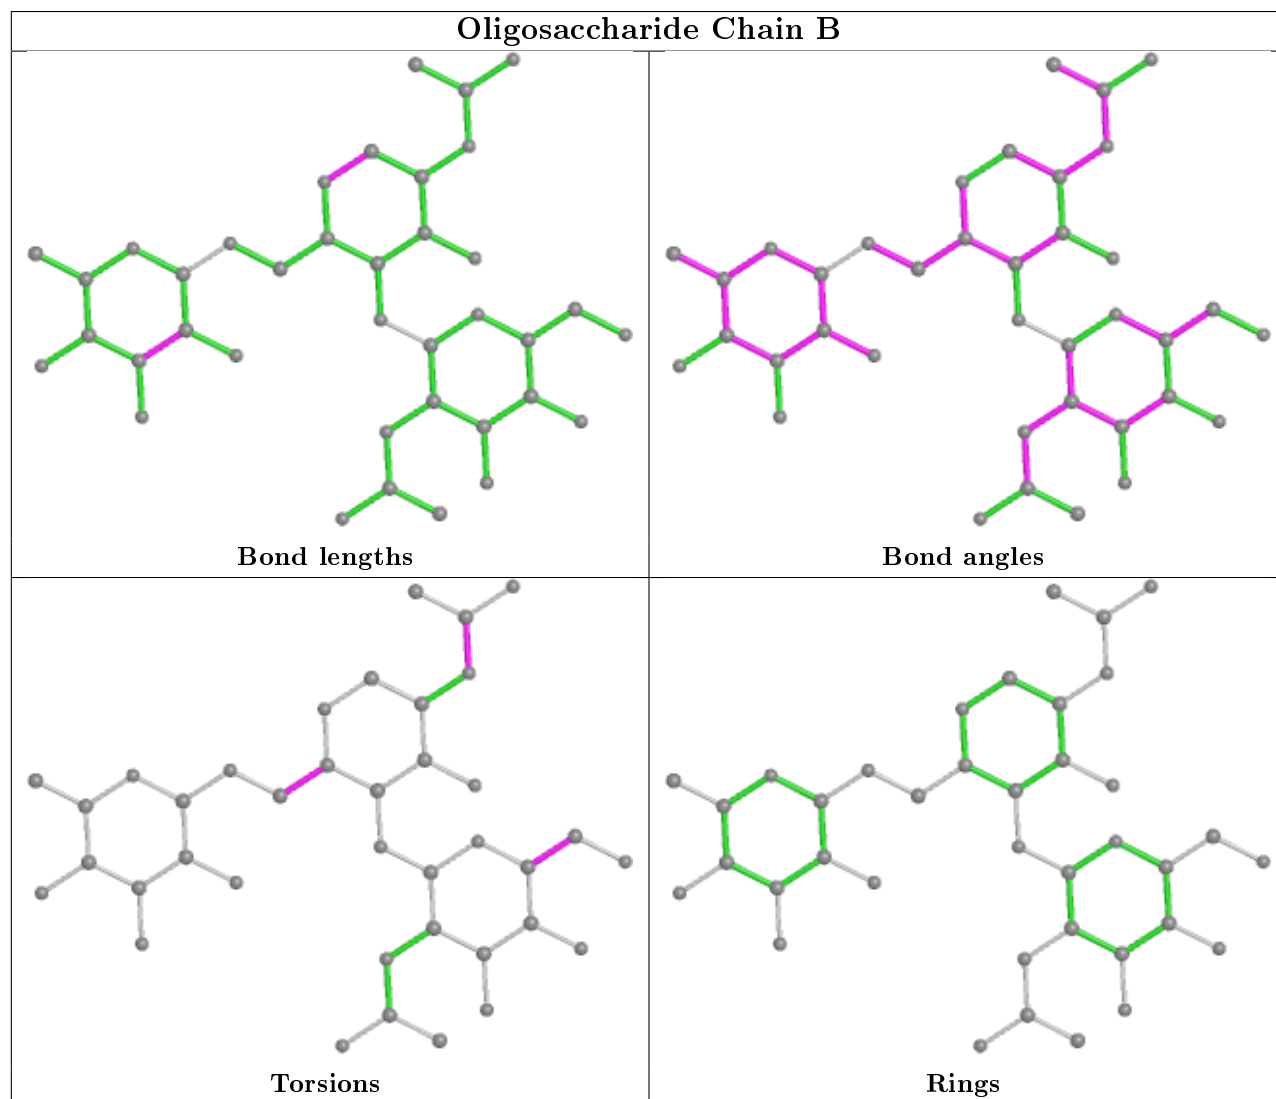 Oligosaccharide Chain B
Bond lengths
Bond angles
Torsions
Rings